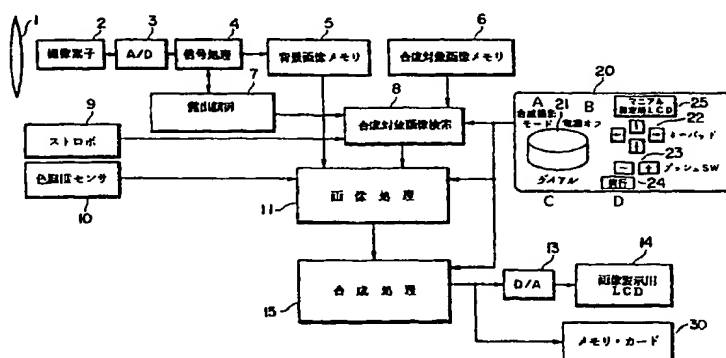 1
2
撮像素子
3
A/D
4
信号処理
5
背景画像メモリ
6
合成対象画像メモリ
7
8
合成対象画像検索
9
ストロボ
色温度センサ
10
11
画像処理
15
合成処理
13
D/A
14
画像表示用
LCD
30
メモリ・カード
20
A
21
B
合成撮影
モード
電源オフ
ダイアル
C
D
マニアル
設定用LCD
25
22
キーパッド
23
－
＋
プッシュSW
実行
24